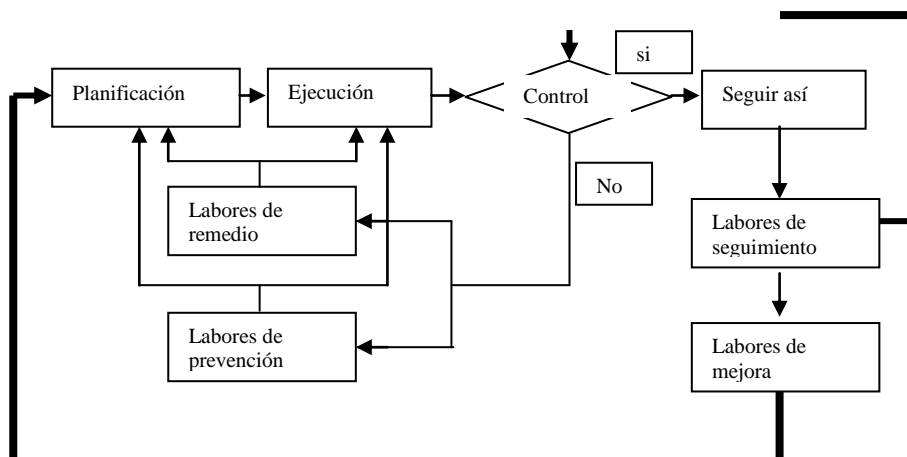 si
Planificación
Ejecución
Control
Seguir así
No
Labores de
remedio
Labores de
seguimiento
Labores de
prevención
Labores de
mejora